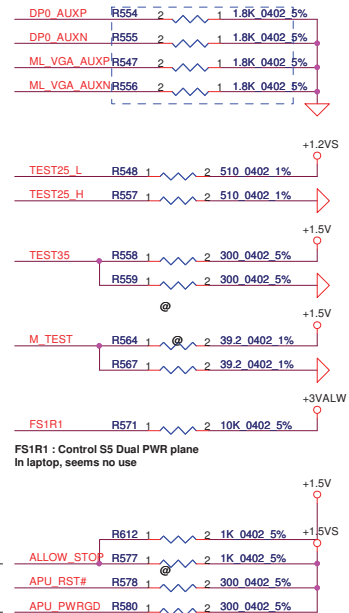 DP0_AUXP R554 2 1 1.8K_0402_5%
DP0_AUXN R555 2 1 1.8K_0402_5%
ML_VGA_AUXP R547 2 1 1.8K_0402_5%
ML_VGA_AUXN R556 2 1 1.8K_0402_5%
+1.2VS
TEST25_L R548 1 2 510_0402_1%
TEST25_H R557 1 2 510_0402_1%
+1.5V
TEST35 R558 1 2 300_0402_5%
R559 1 2 300_0402_5%
@
+1.5V
M_TEST R564 1 @ 2 39.2_0402_1%
R567 1 2 39.2_0402_1%
+3VALW
FS1R1 R571 1 2 10K_0402_5%
FS1R1 : Control S5 Dual PWR plane
In laptop, seems no use
+1.5V
R612 1 2 1K_0402_5% +1.5VS
ALLOW_STOP R577 1 2 1K_0402_5%
@
APU_RST# R578 1 2 300_0402_5%
APU_PWRGD R580 1 2 300_0402_5%